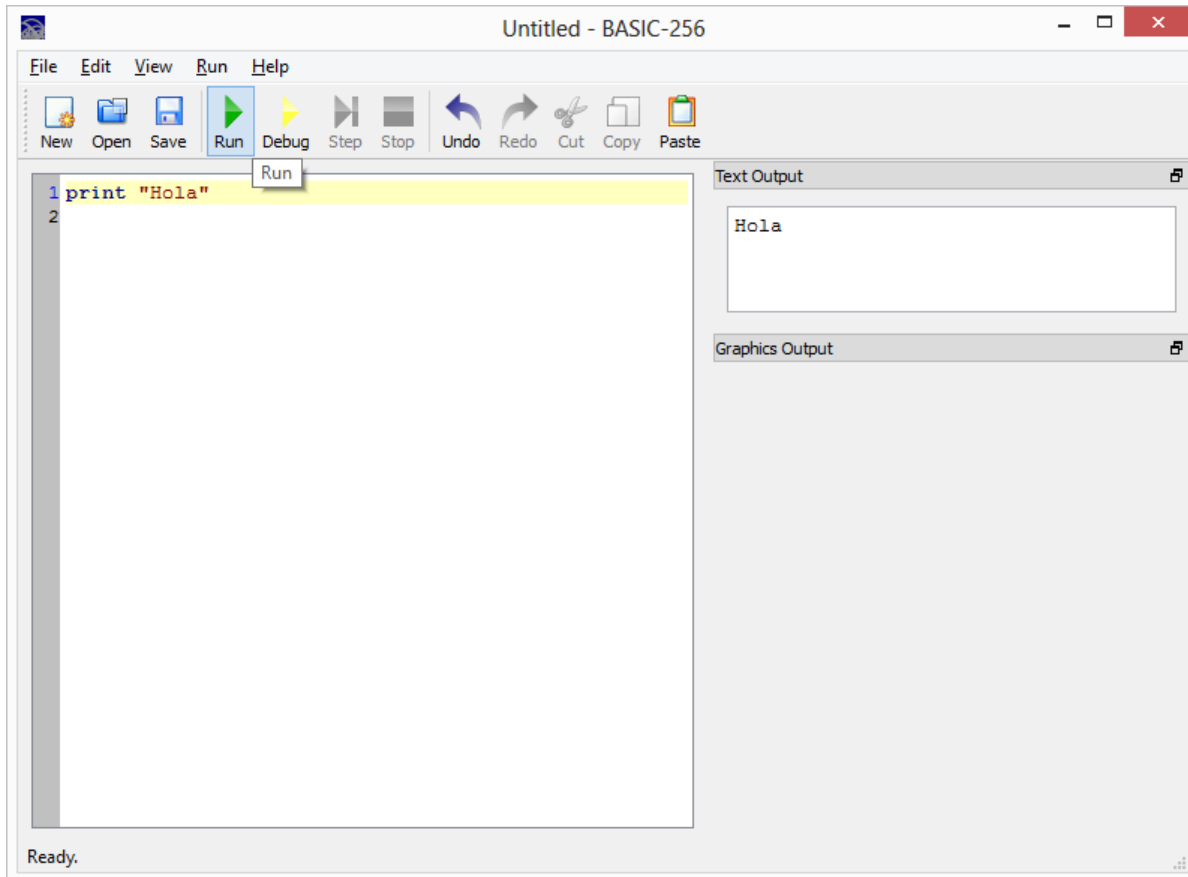 Untitled - BASIC-256
File Edit View Run Help
New Open Save Run Debug Step Stop Undo Redo Cut Copy Paste
Run
Text Output
1 print "Hola"
2
Hola
Graphics Output
Ready.